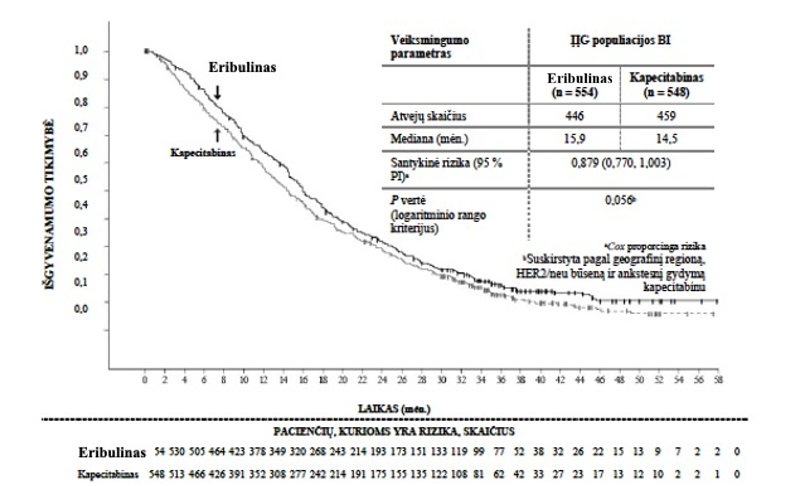 Veiksmingumo parametras
ĮĮG populiacijos BI
Eribulinas (n = 554)
Kapecitabinas (n = 548)
Atvejų skaičius 446 459
Mediana (mėn.) 15,9 14,5
Santykinė rizika (95 % PI)ᵃ 0,879 (0,770, 1,003)
P vertė (logaritminio rango kriterijus) 0,056ᵇ
ᵃCox proporcinga rizika
ᵇSuskirstyta pagal geografinį regioną,
HER2/neu būseną ir ankstesnį gydymą
kapecitabinu
Eribulinas
Kapecitabinas
IŠGYVENAMUMO TIKIMYBĖ
1,0
0,9
0,8
0,7
0,6
0,5
0,4
0,3
0,2
0,1
0,0
0 2 4 6 8 10 12 14 16 18 20 22 24 26 28 30 32 34 36 38 40 42 44 46 48 50 52 54 56 58
LAIKAS (mėn.)
PACIENČIŲ, KURIOMS YRA RIZIKA, SKAIČIUS
Eribulinas 54 530 505 464 423 378 349 320 268 243 214 193 173 151 133 119 99 77 52 38 32 26 22 15 13 9 7 2 2 0
Kapecitabinas 548 513 466 426 391 352 308 277 242 214 191 175 155 135 122 108 81 62 42 33 27 23 17 13 12 10 2 2 1 0